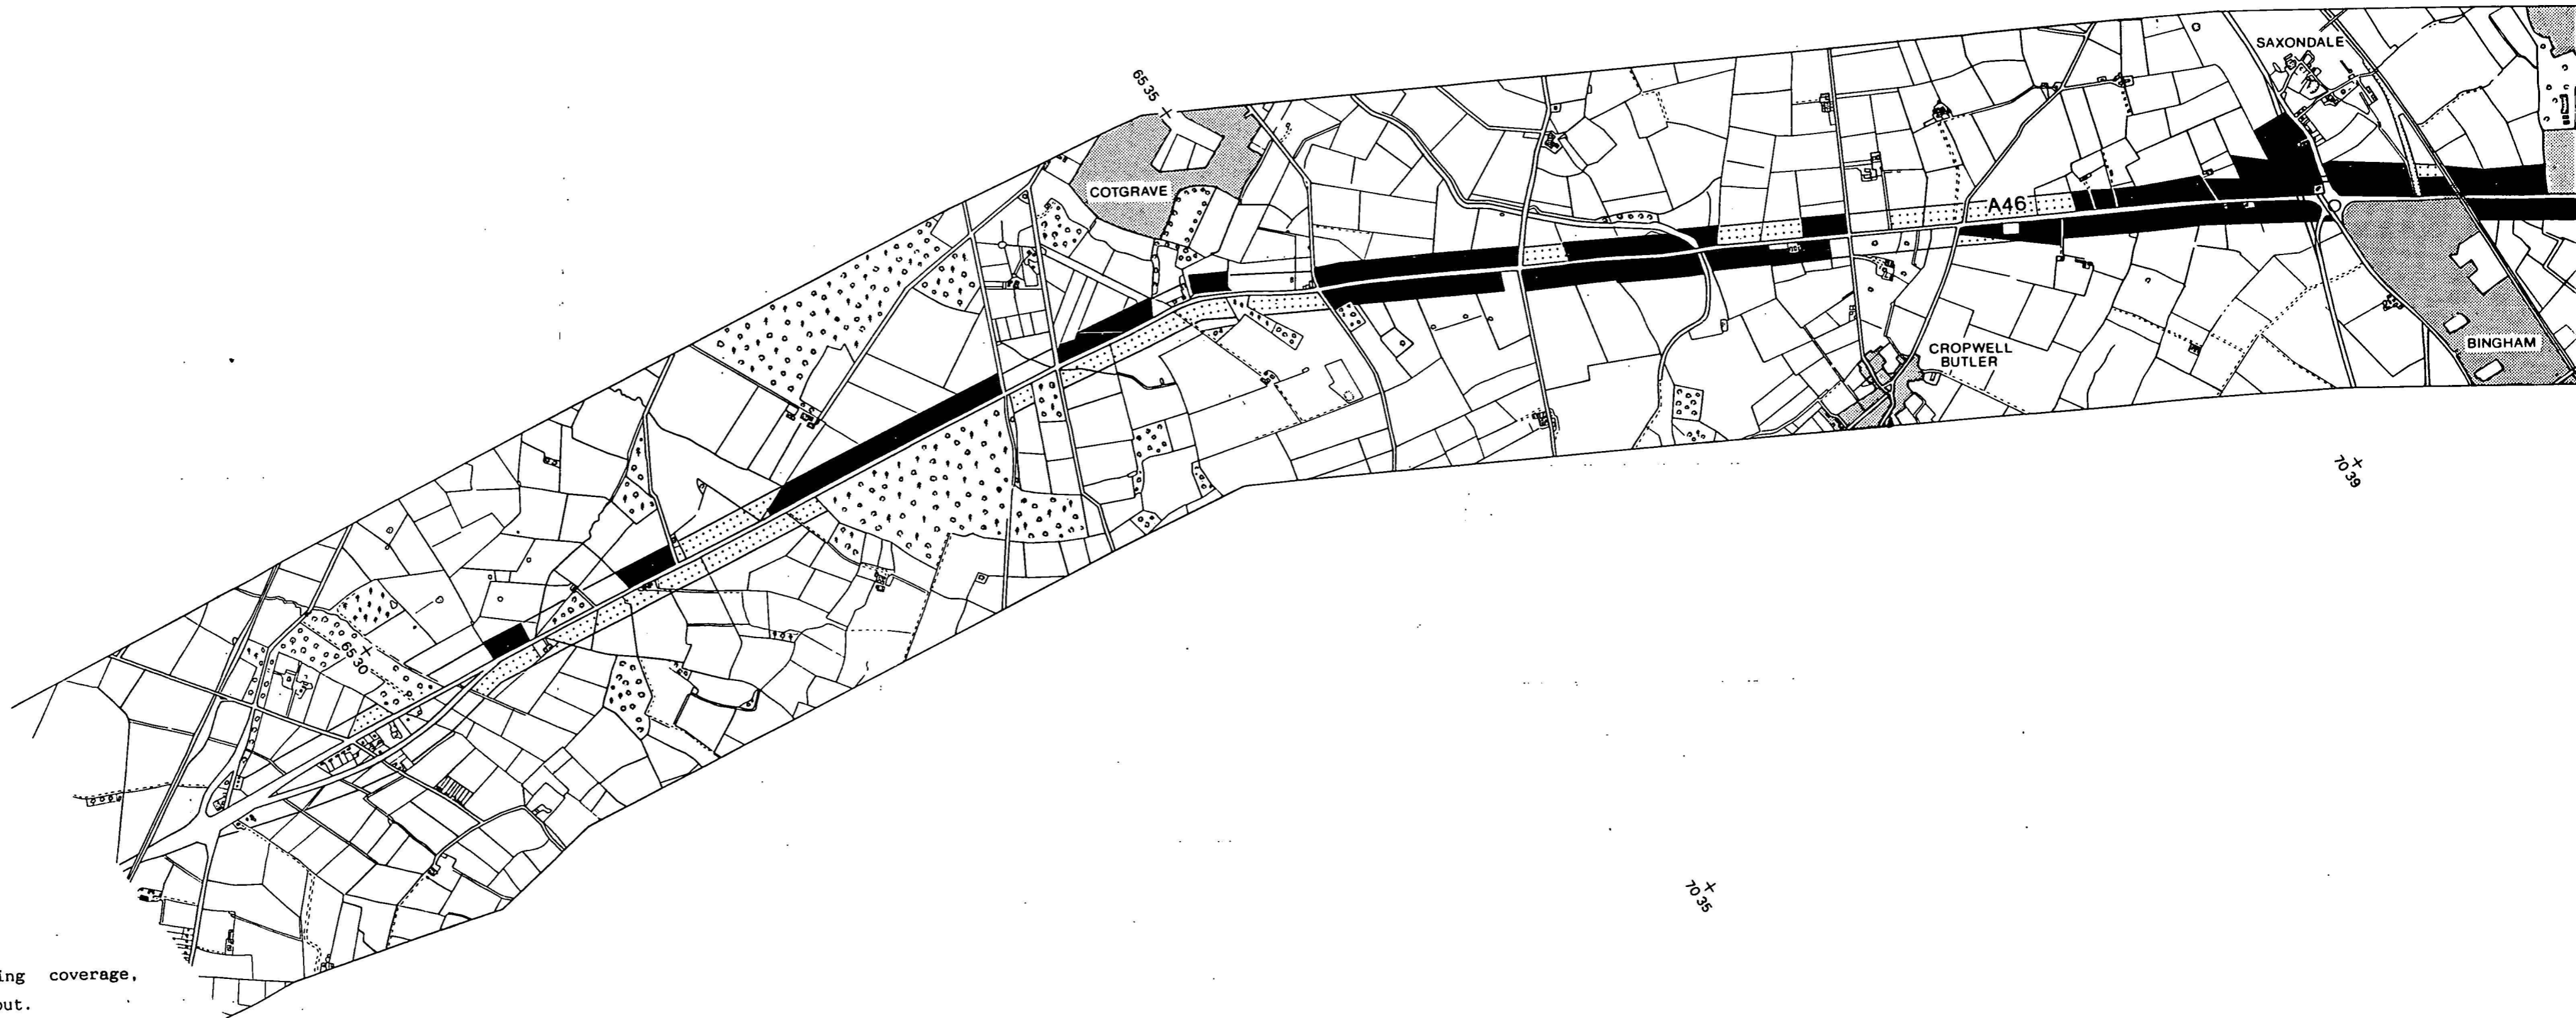 SAXONDALE
65 35
COTGRAVE
A46
CROPWELL
BUTLER
BINGHAM
70 39
65 30
70 35
ing coverage,
out.